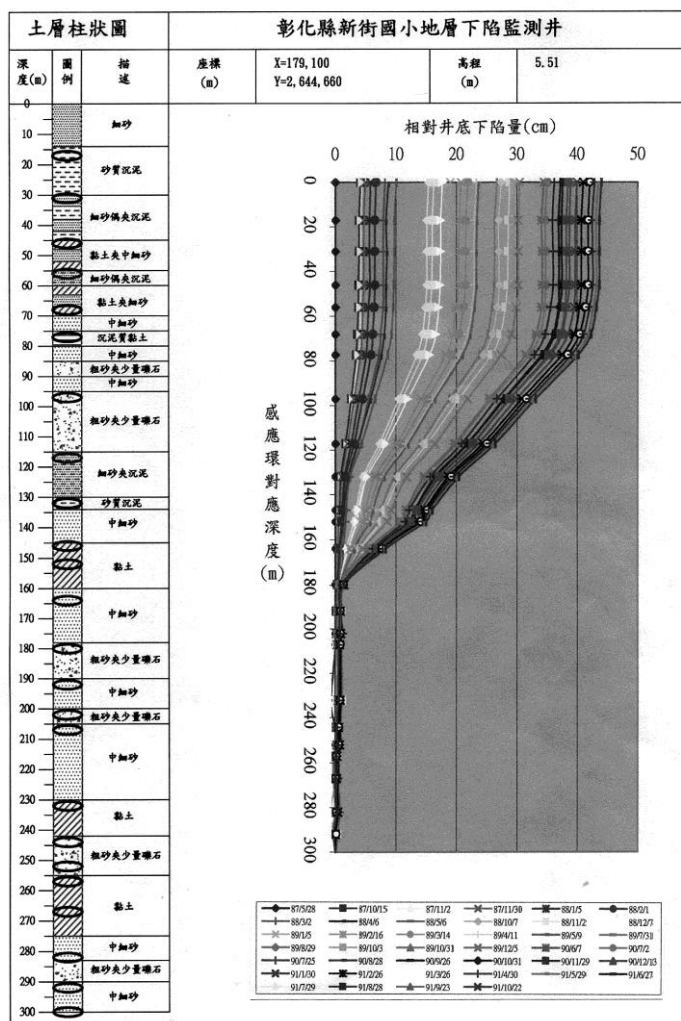 土層柱狀圖
彰化縣新街國小地層下陷監測井
深度(m)
圖例
描述
座標(m)
X=179,100
Y=2,644,660
高程(m)
5.51
0
10
20
30
40
50
60
70
80
90
100
110
120
130
140
150
160
170
180
190
200
210
220
230
240
250
260
270
280
290
300
細砂
砂質沉泥
細砂偶夾沉泥
黏土夾中細砂
細砂偶夾沉泥
黏土夾細砂
中細砂
沉泥質黏土
中細砂
粗砂夾少量礫石
中細砂
粗砂夾少量礫石
細砂夾沉泥
砂質沉泥
中細砂
黏土
中細砂
粗砂夾少量礫石
中細砂
粗砂夾少量礫石
中細砂
黏土
粗砂夾少量礫石
黏土
中細砂
粗砂夾少量礫石
中細砂
相對井底下陷量(cm)
0 10 20 30 40 50
感應環對應深度(m)
0
20
40
60
80
100
120
140
160
180
200
220
240
260
280
300
87/5/28 87/10/15 87/11/2 87/11/30 88/1/5 88/2/1
88/3/2 88/4/6 88/5/6 88/10/7 88/11/2 88/12/7
89/1/5 89/2/16 89/3/14 89/4/11 89/5/9 89/7/31
89/8/29 89/10/3 89/10/31 89/12/5 90/6/7 90/7/2
90/7/25 90/8/28 90/9/26 90/10/31 90/11/29 90/12/13
91/1/30 91/2/26 91/3/26 91/4/30 91/5/29 91/6/27
91/7/29 91/8/28 91/9/23 91/10/22